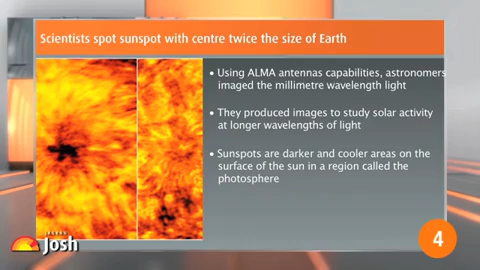 Scientists spot sunspot with centre twice the size of Earth
• Using ALMA antennas capabilities, astronomers
imaged the millimetre wavelength light
• They produced images to study solar activity
at longer wavelengths of light
• Sunspots are darker and cooler areas on the
surface of the sun in a region called the
photosphere
JAGRAN
Josh
4